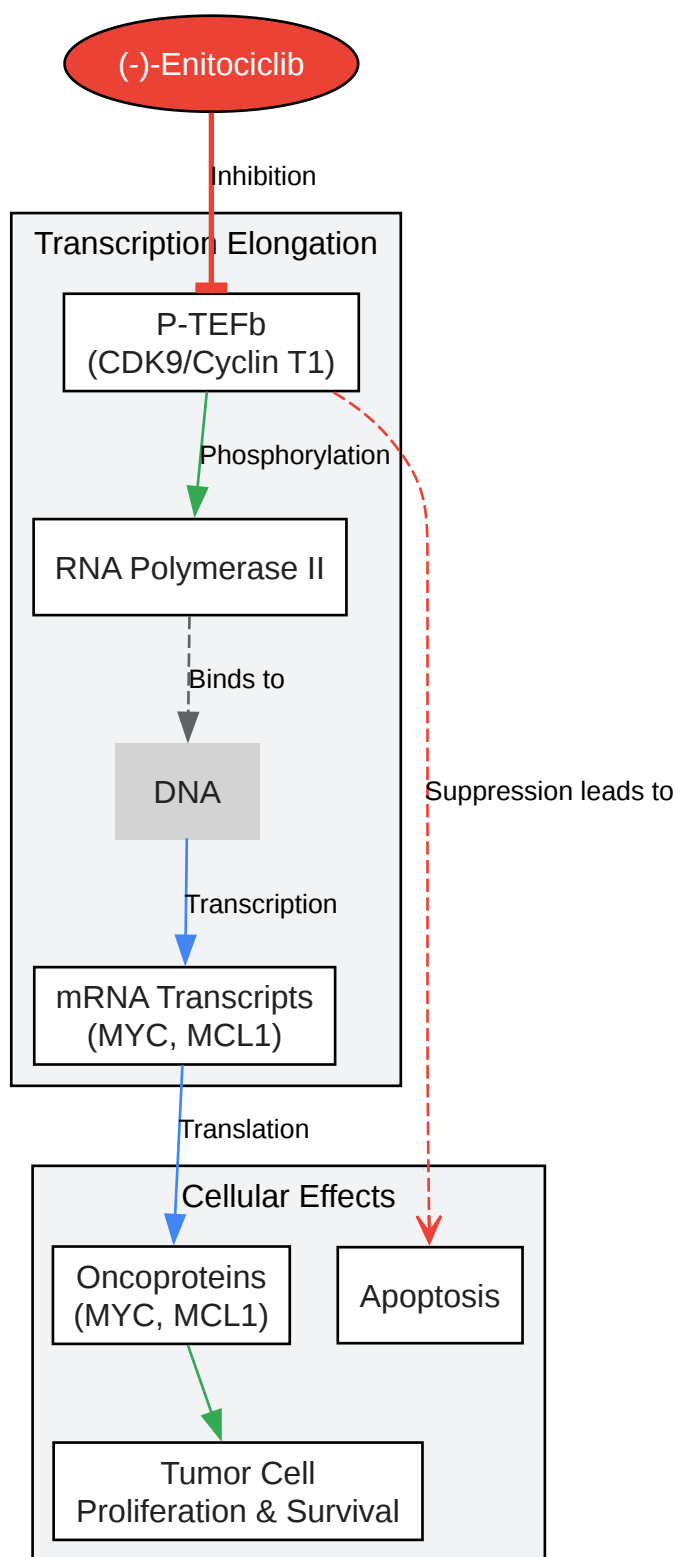 (-)-Enitociclib
Inhibition
Transcription Elongation
P-TEFb
(CDK9/Cyclin T1)
Phosphorylation
RNA Polymerase II
Binds to
DNA
Suppression leads to
Transcription
mRNA Transcripts
(MYC, MCL1)
Translation
Cellular Effects
Oncoproteins
(MYC, MCL1)
Apoptosis
Tumor Cell
Proliferation & Survival